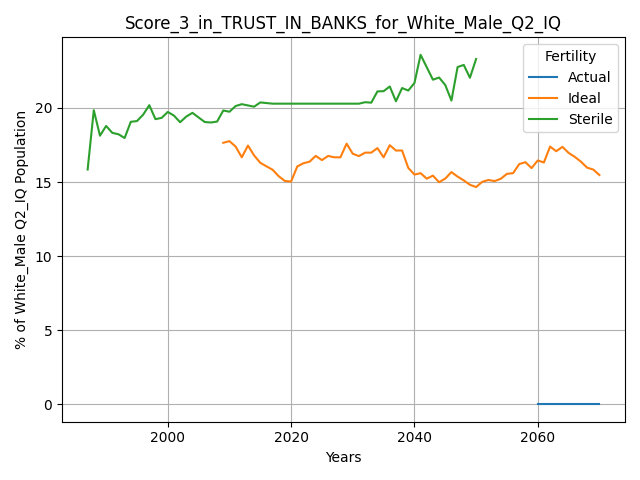 Score_3_in_TRUST_IN_BANKS_for_White_Male_Q2_IQ
Fertility
Actual
Ideal
Sterile
% of White_Male Q2_IQ Population
20
15
10
5
0
2000 2020 2040 2060
Years